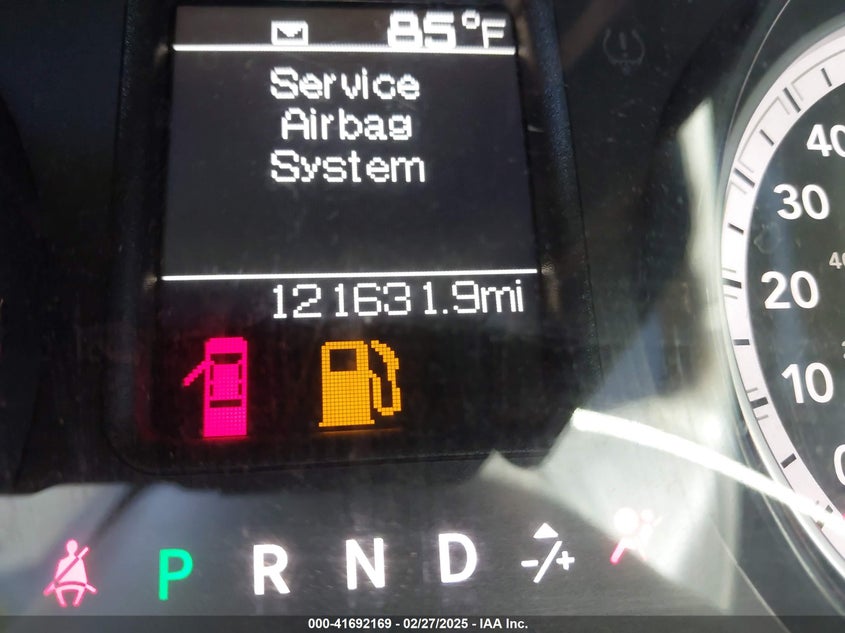 85°F
Service
Airbag
System
121631.9mi
40
30
20
10
P R N D -/+
000-41692169 / 02/27/2025 - IAA Inc.